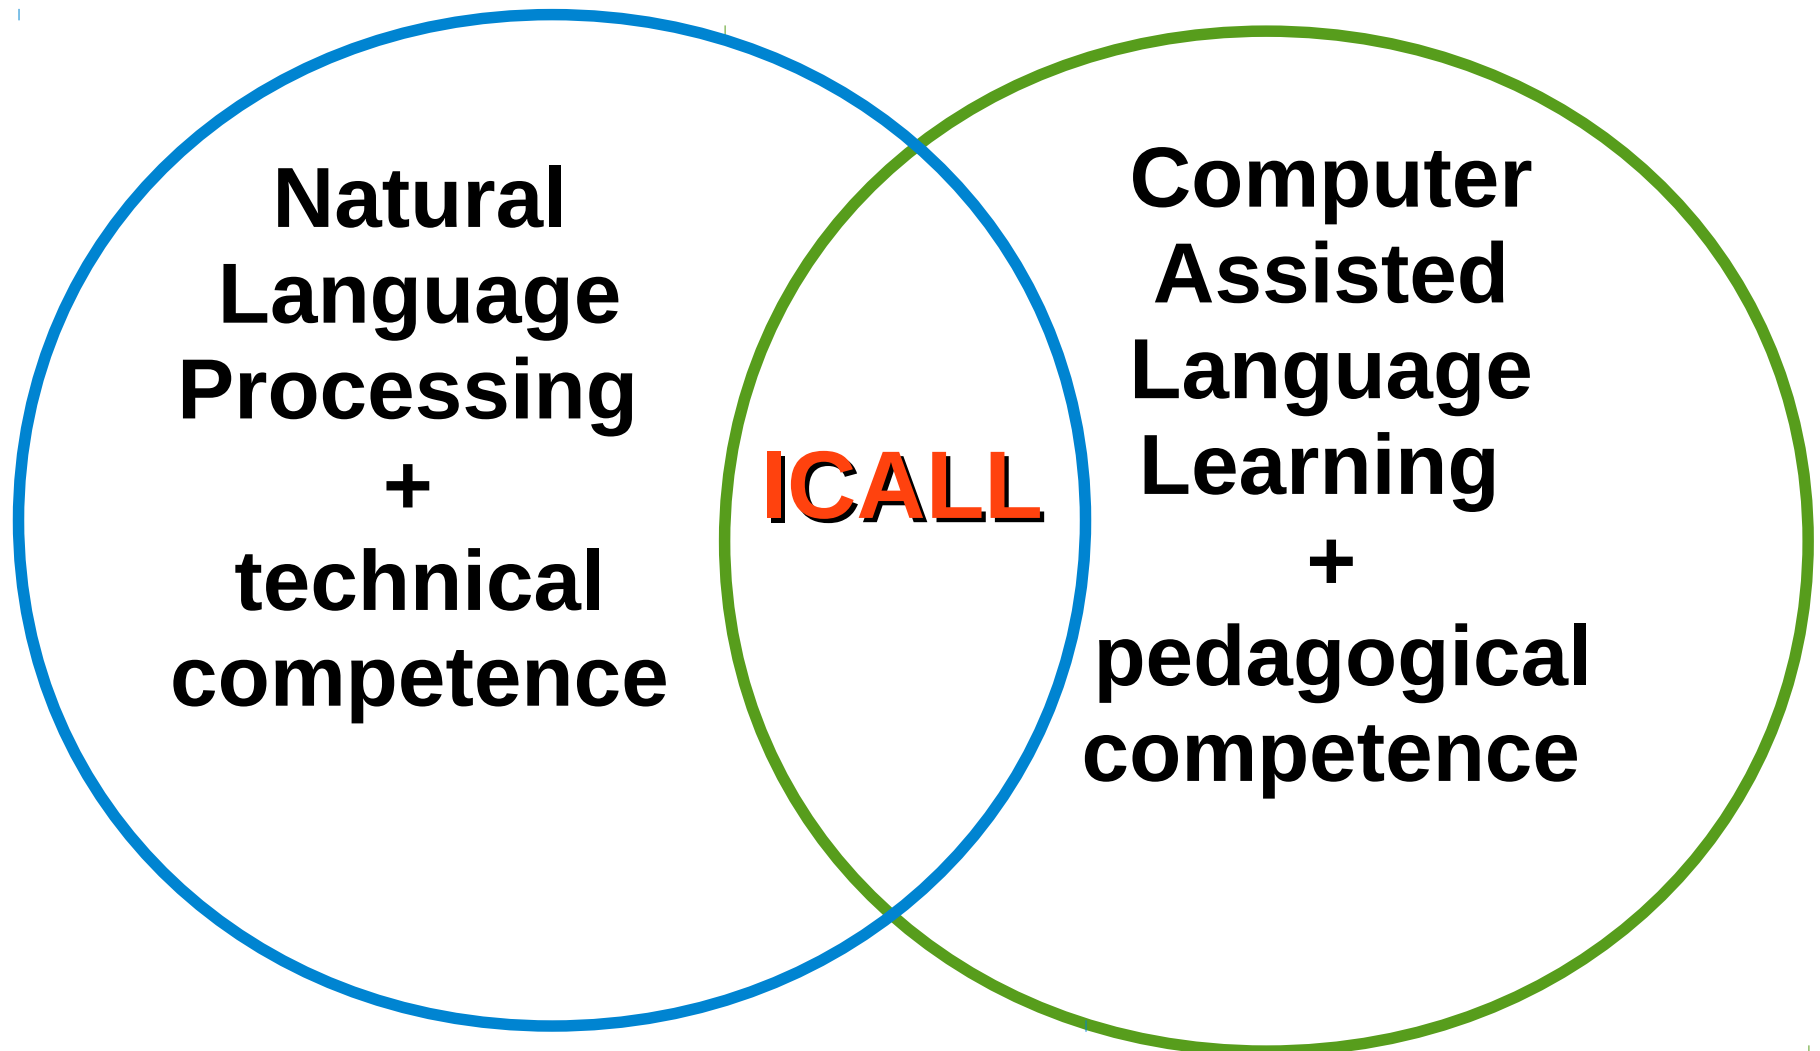 Natural
Language
Processing
+
technical
competence
ICALL
Computer
Assisted
Language
Learning
+
pedagogical
competence